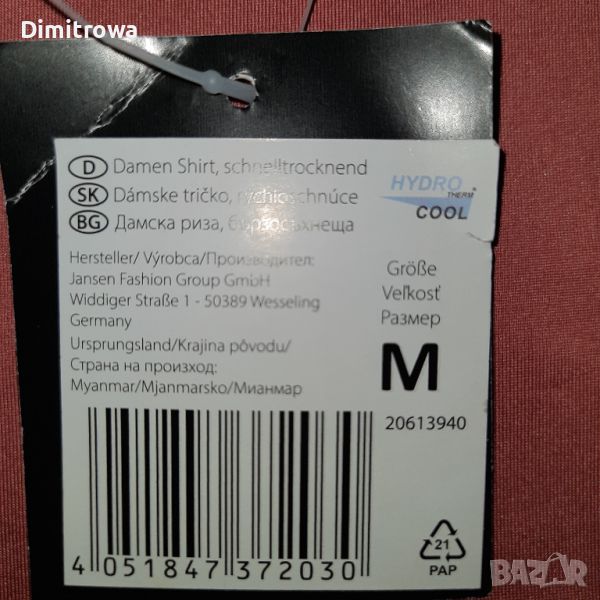 Dimitrowa
D Damen Shirt, schnelltrocknend
SK Dámske tričko, rýchloschnúce
BG Дамска риза, бързосъхнеща
HYDRO
THERM
COOL
Hersteller/ Výrobca/Производител:
Jansen Fashion Group GmbH
Widdiger Straße 1 - 50389 Wesseling
Germany
Ursprungsland/Krajina pôvodu/
Страна на произход:
Myanmar/Mjanmarsko/Мианмар
Größe
Veľkosť
Размер
M
20613940
4 051847 372030
21
PAP
BAZAR